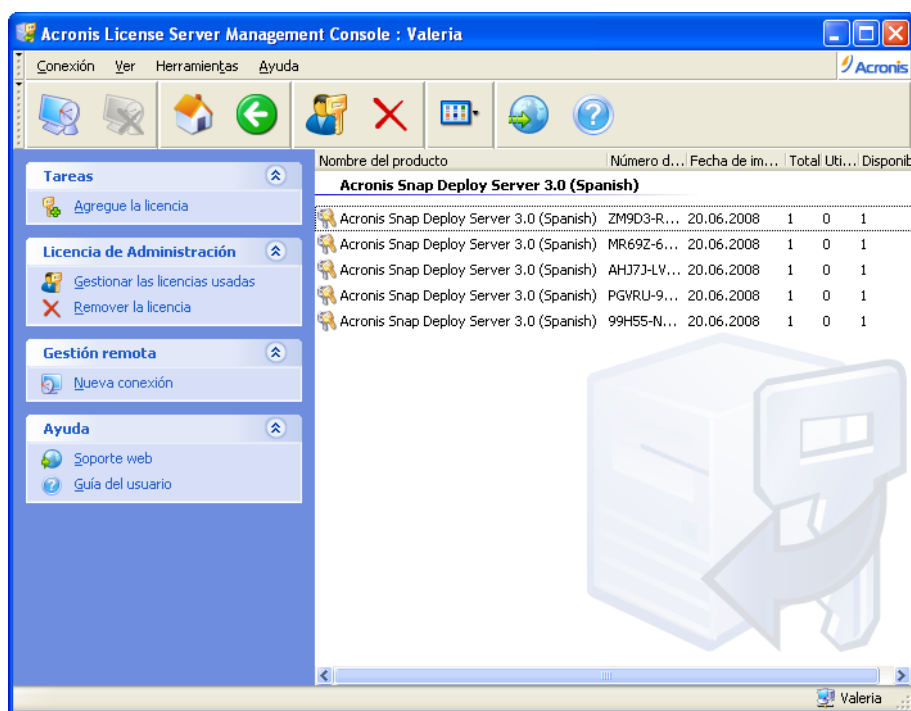 Acronis License Server Management Console : Valeria
Conexión Ver Herramientas Ayuda
Acronis
Tareas
Agregue la licencia
Licencia de Administración
Gestionar las licencias usadas
Remover la licencia
Gestión remota
Nueva conexión
Ayuda
Soporte web
Guía del usuario
Nombre del producto Número d... Fecha de im... Total Uti... Disponib
Acronis Snap Deploy Server 3.0 (Spanish)
Acronis Snap Deploy Server 3.0 (Spanish) ZM9D3-R... 20.06.2008 1 0 1
Acronis Snap Deploy Server 3.0 (Spanish) MR69Z-6... 20.06.2008 1 0 1
Acronis Snap Deploy Server 3.0 (Spanish) AHJ7J-LV... 20.06.2008 1 0 1
Acronis Snap Deploy Server 3.0 (Spanish) PGVRU-9... 20.06.2008 1 0 1
Acronis Snap Deploy Server 3.0 (Spanish) 99H55-N... 20.06.2008 1 0 1
Valeria